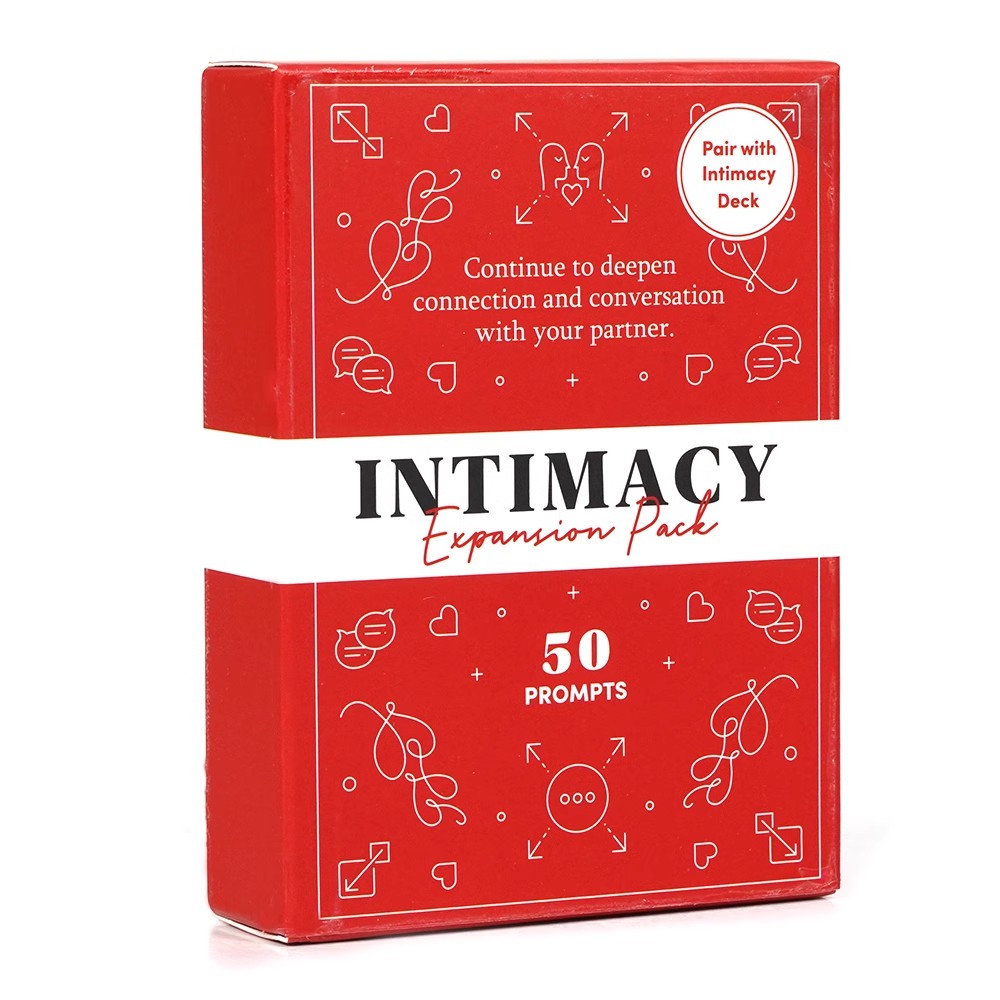 Pair with
Intimacy
Deck
Continue to deepen
connection and conversation
with your partner.
INTIMACY
Expansion Pack
50
PROMPTS